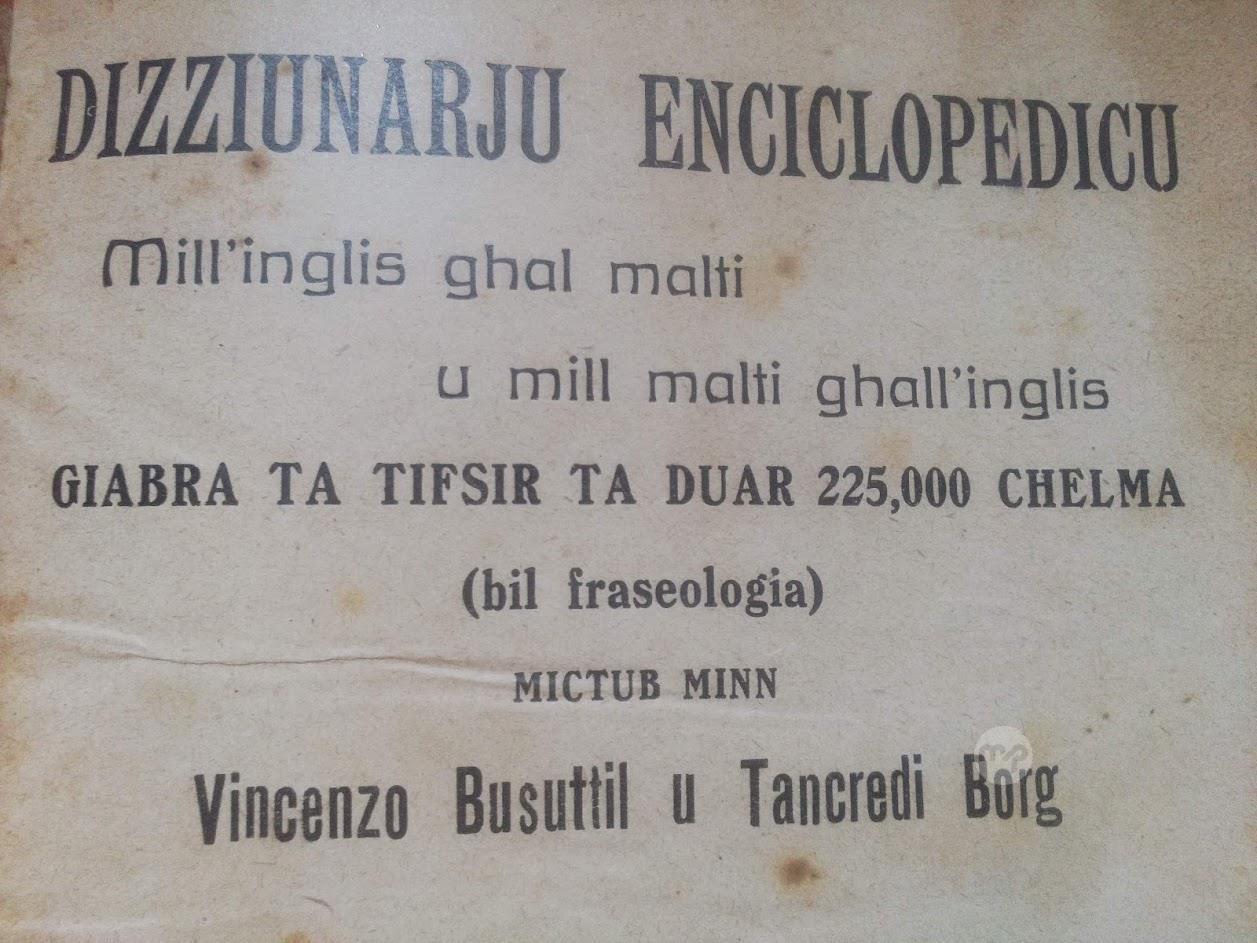 DIZZIUNARJU ENCICLOPEDICU
Mill'inglis ghal malti
u mill malti ghall'inglis
GIABRA TA TIFSIR TA DUAR 225,000 CHELMA
(bil fraseologia)
MICTUB MINN
Vincenzo Busuttil u Tancredi Borg